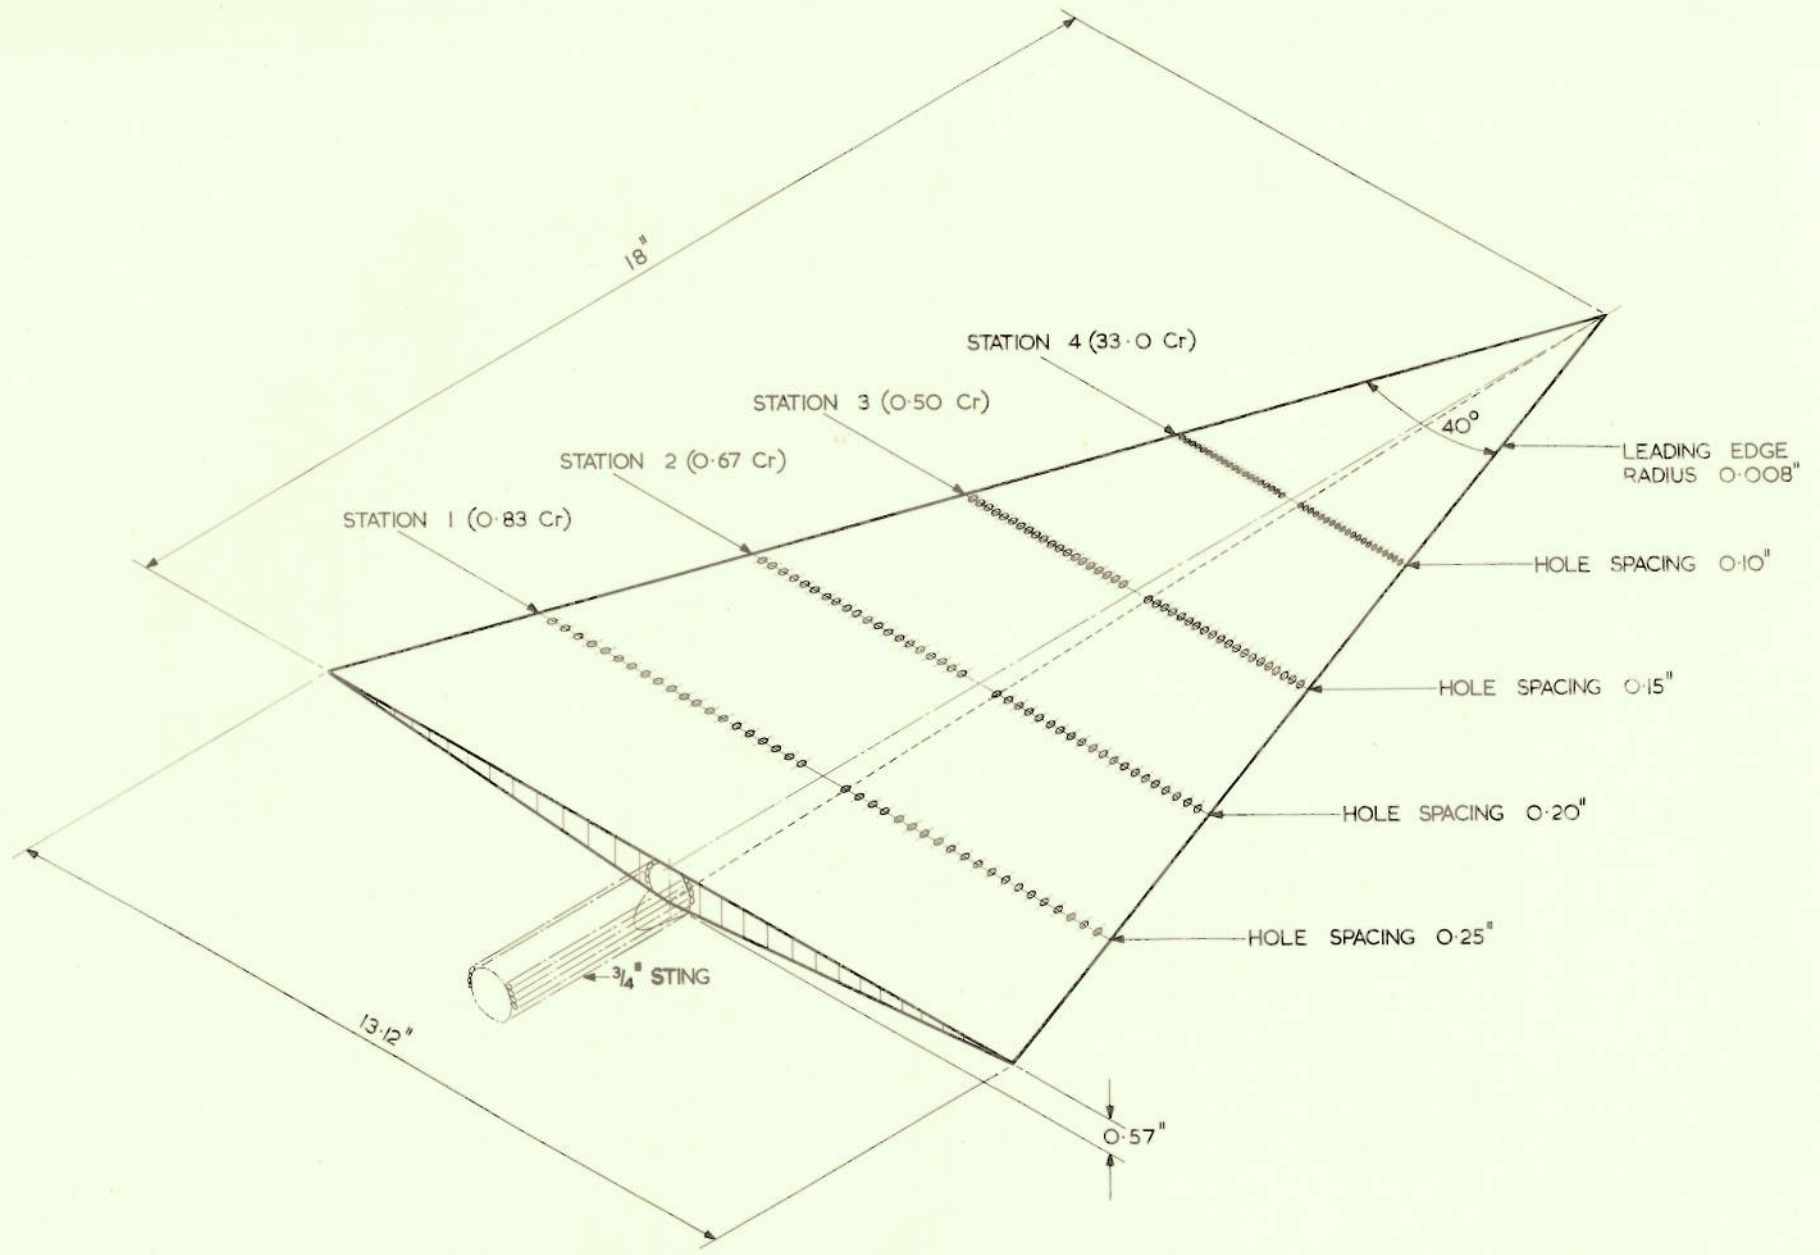 18"
STATION 4 (33·0 Cr)
STATION 3 (0·50 Cr)
40°
LEADING EDGE
RADIUS 0·008"
STATION 2 (0·67 Cr)
STATION 1 (0·83 Cr)
HOLE SPACING 0·10"
HOLE SPACING 0·15"
HOLE SPACING 0·20"
HOLE SPACING 0·25"
3/4" STING
13·12"
0·57"